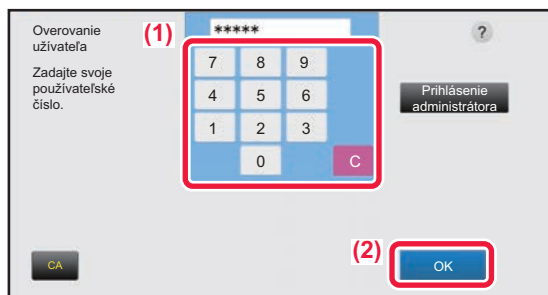 Overovanie
užívateľa
Zadajte svoje
používateľské
číslo.
(1)
*****
7 8 9
4 5 6
1 2 3
0 C
?
Prihlásenie
administrátora
CA
(2)
OK